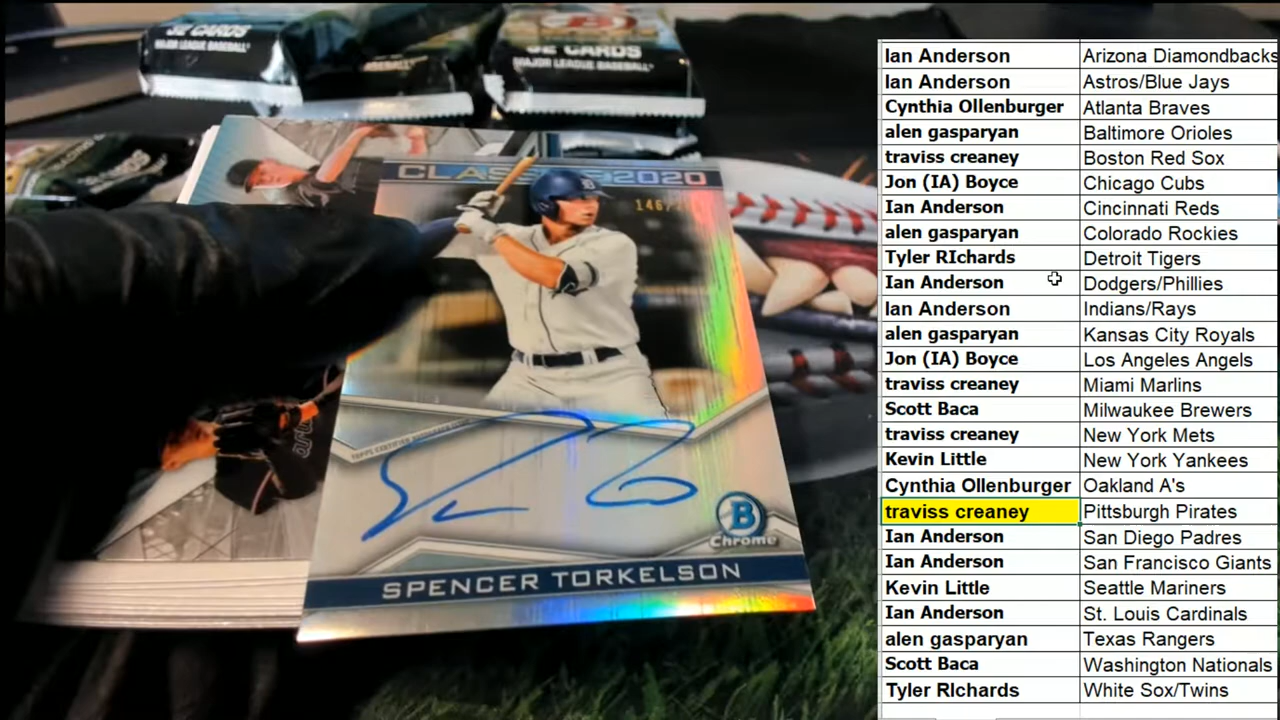 32 CARDS
MAJOR LEAGUE BASEBALL
32 CARDS
MAJOR LEAGUE BASEBALL
2020
146/
B
Chrome
SPENCER TORKELSON
Ian Anderson Arizona Diamondbacks
Ian Anderson Astros/Blue Jays
Cynthia Ollenburger Atlanta Braves
alen gasparyan Baltimore Orioles
traviss creaney Boston Red Sox
Jon (IA) Boyce Chicago Cubs
Ian Anderson Cincinnati Reds
alen gasparyan Colorado Rockies
Tyler RIchards Detroit Tigers
Ian Anderson Dodgers/Phillies
Ian Anderson Indians/Rays
alen gasparyan Kansas City Royals
Jon (IA) Boyce Los Angeles Angels
traviss creaney Miami Marlins
Scott Baca Milwaukee Brewers
traviss creaney New York Mets
Kevin Little New York Yankees
Cynthia Ollenburger Oakland A's
traviss creaney Pittsburgh Pirates
Ian Anderson San Diego Padres
Ian Anderson San Francisco Giants
Kevin Little Seattle Mariners
Ian Anderson St. Louis Cardinals
alen gasparyan Texas Rangers
Scott Baca Washington Nationals
Tyler RIchards White Sox/Twins